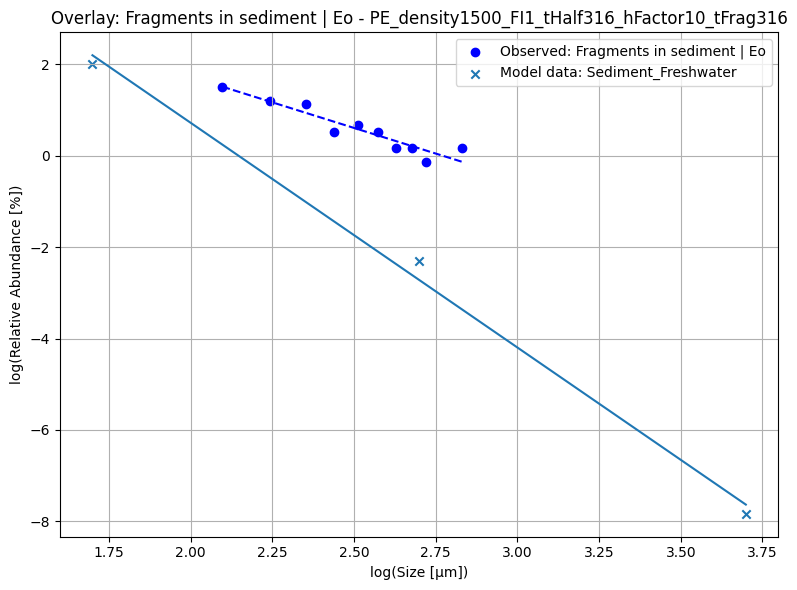 Overlay: Fragments in sediment | Eo - PE_density1500_FI1_tHalf316_hFactor10_tFrag316
Observed: Fragments in sediment | Eo
Model data: Sediment_Freshwater
log(Relative Abundance [%])
2
0
−2
−4
−6
−8
1.75 2.00 2.25 2.50 2.75 3.00 3.25 3.50 3.75
log(Size [µm])